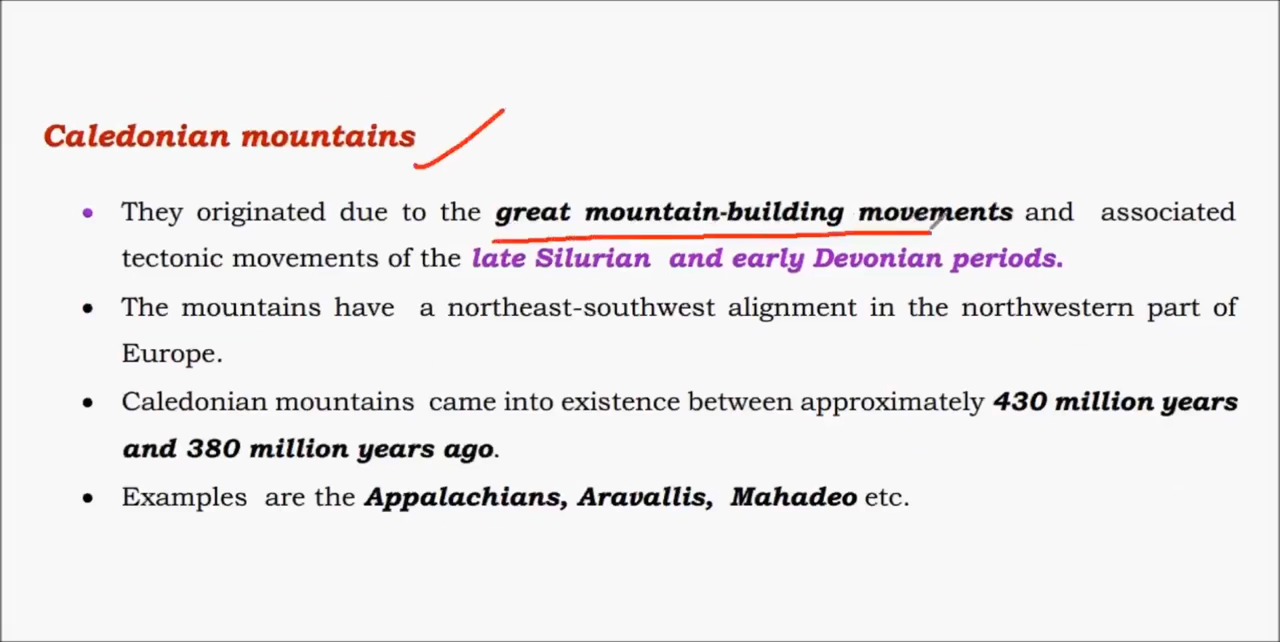 Caledonian mountains
• They originated due to the great mountain-building movements and associated
tectonic movements of the late Silurian and early Devonian periods.
• The mountains have a northeast-southwest alignment in the northwestern part of
Europe.
• Caledonian mountains came into existence between approximately 430 million years
and 380 million years ago.
• Examples are the Appalachians, Aravallis, Mahadeo etc.